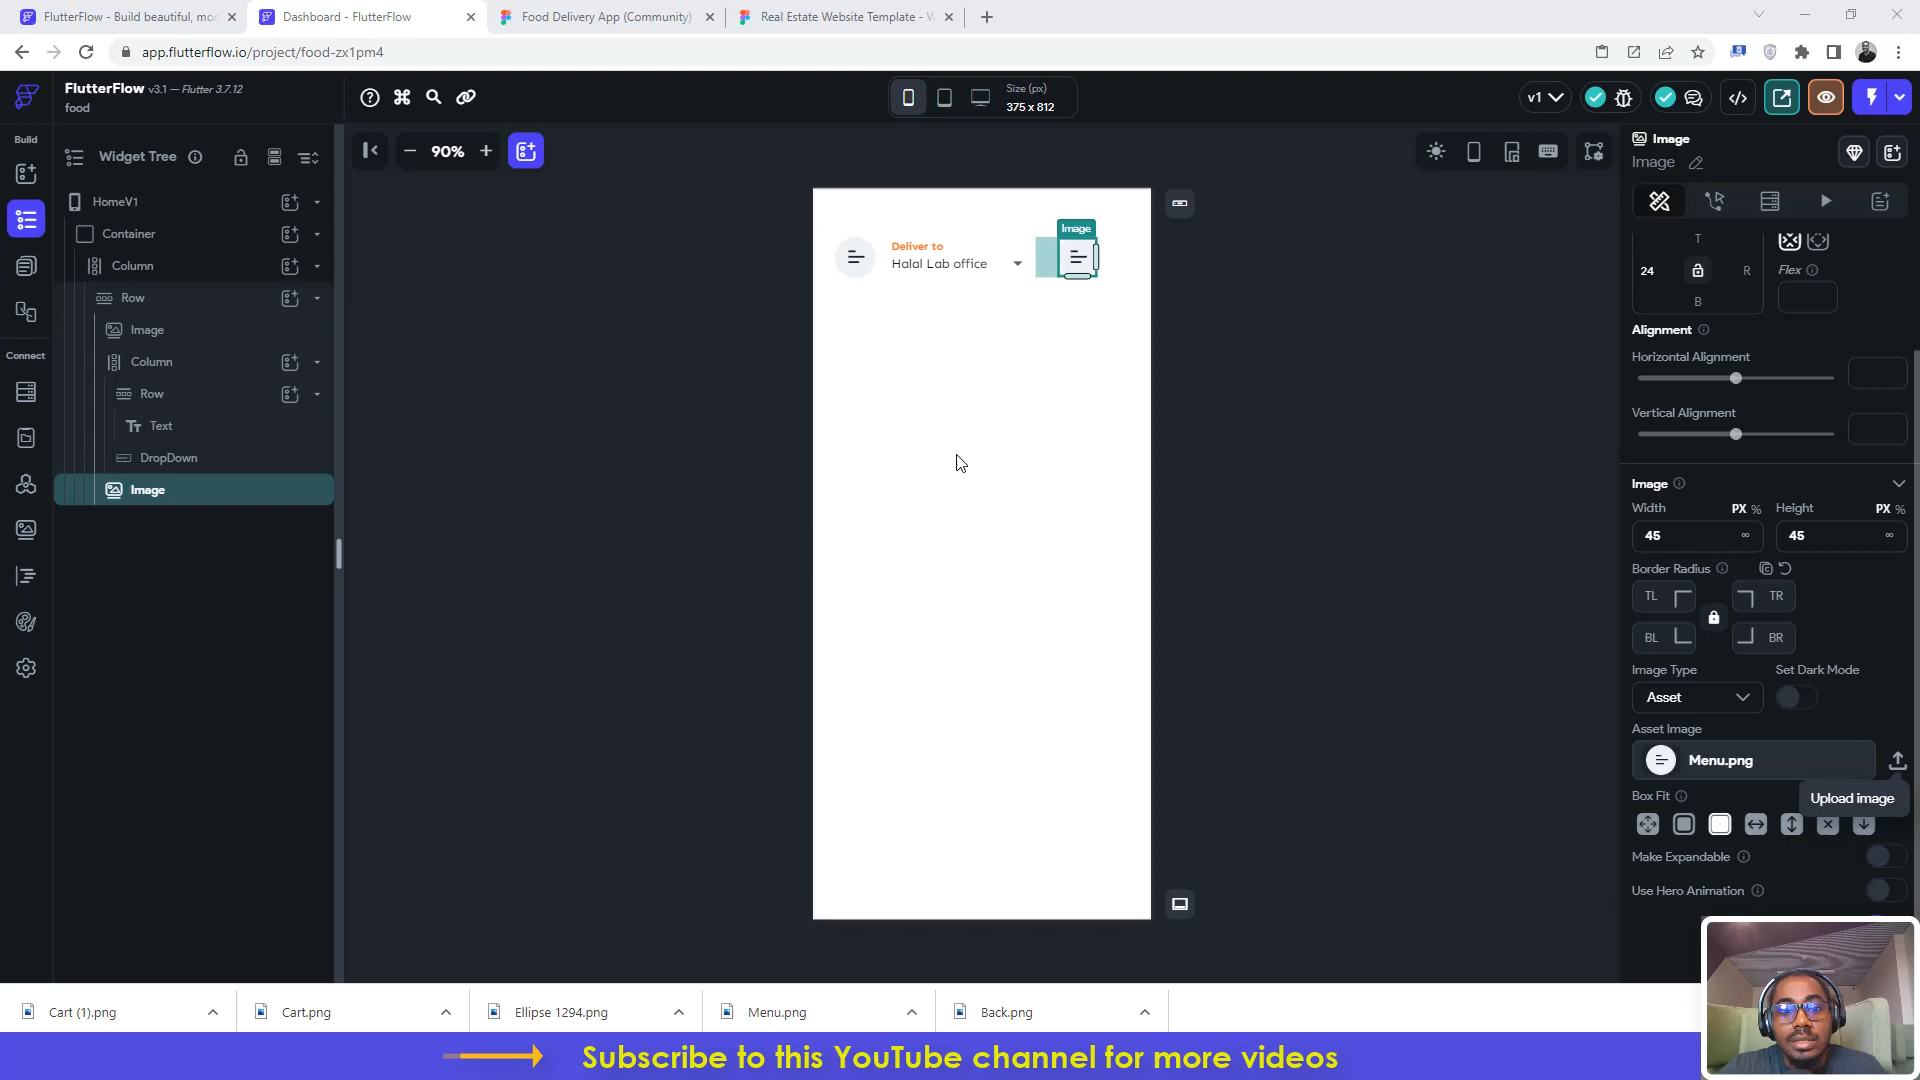 FlutterFlow - Build beautiful, mo
Dashboard - FlutterFlow
Food Delivery App (Community)
Real Estate Website Template - W
app.flutterflow.io/project/food-zx1pm4
FlutterFlow v3.1 — Flutter 3.7.12
food
Size (px)
375 x 812
v1
Build
Widget Tree
90%
Image
Image
HomeV1
Container
Column
Row
Image
Column
Row
Text
DropDown
Image
Connect
Image
Deliver to
Halal Lab office
T
24
R
B
Flex
Alignment
Horizontal Alignment
Vertical Alignment
Image
Width PX % Height PX %
45 ∞ 45 ∞
Border Radius
TL TR
BL BR
Image Type Set Dark Mode
Asset
Asset Image
Menu.png
Box Fit
Upload image
Make Expandable
Use Hero Animation
Cart (1).png
Cart.png
Ellipse 1294.png
Menu.png
Back.png
Subscribe to this YouTube channel for more videos